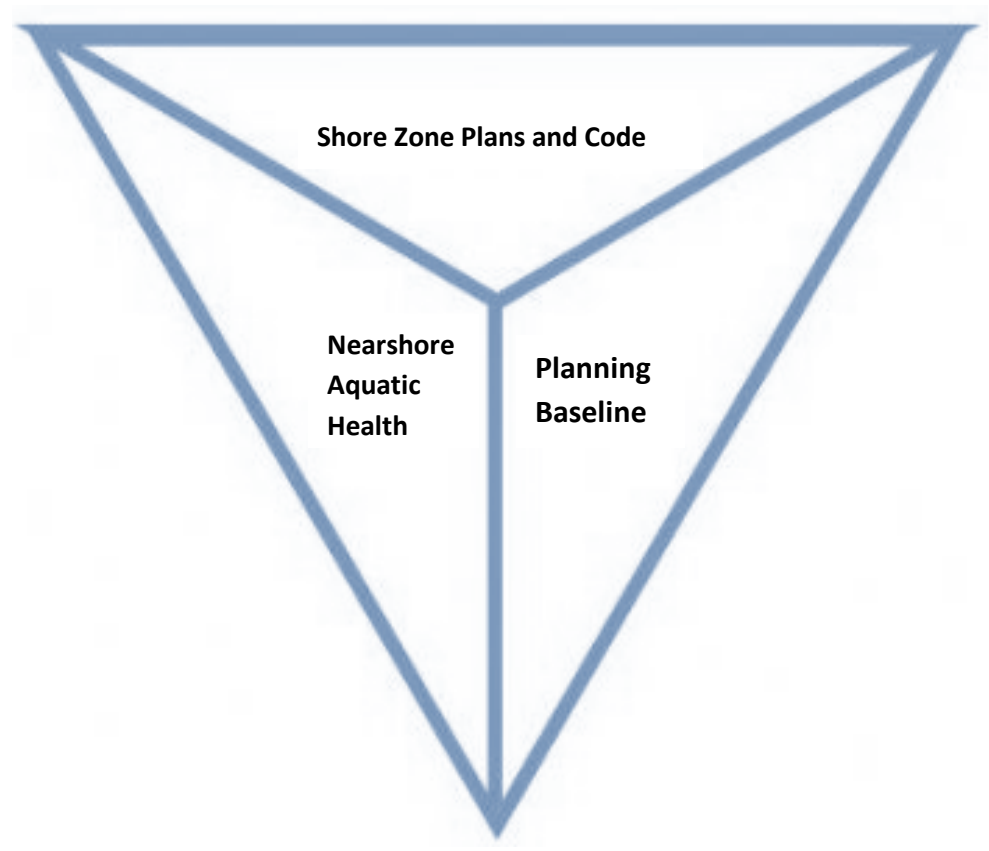 Shore Zone Plans and Code
Nearshore
Aquatic
Health
Planning
Baseline